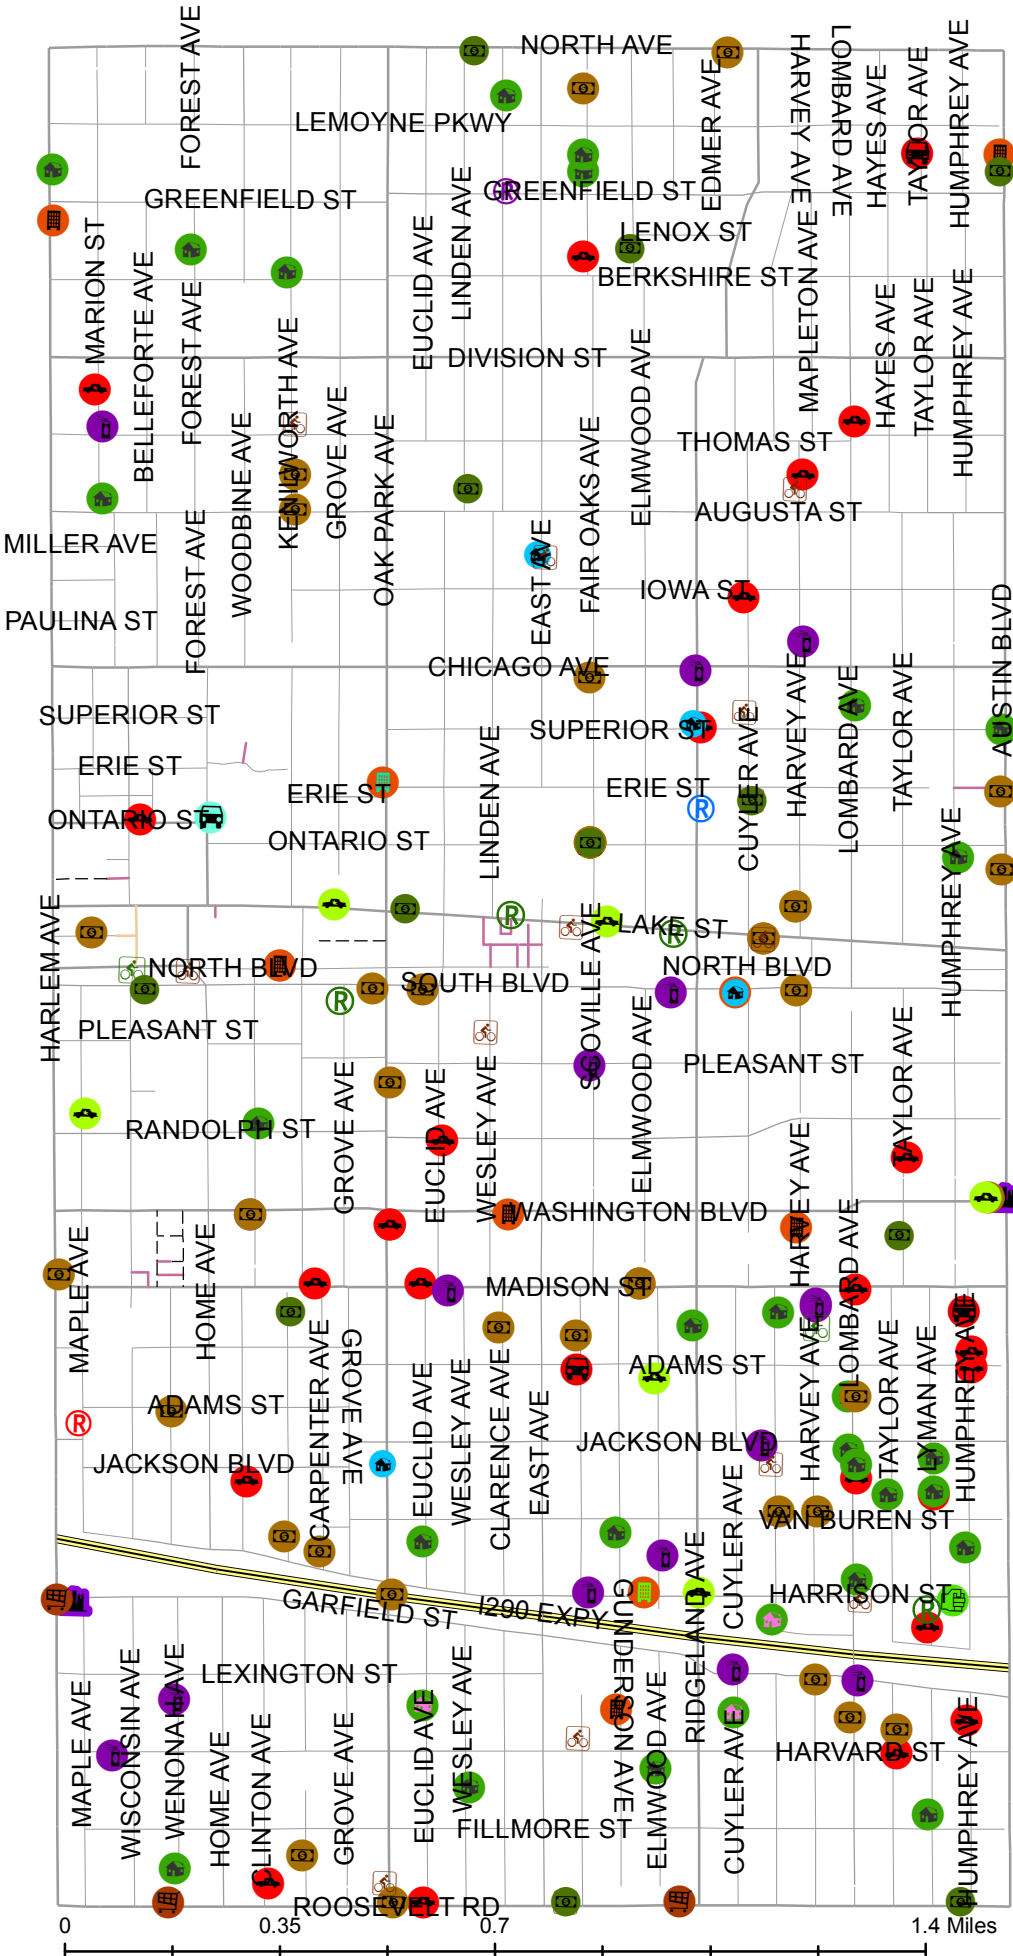 NORTH AVE
FOREST AVE
HARVEY AVE
LOMBARD AVE
HAYES AVE
TAYLOR AVE
HUMPHREY AVE
EDMER AVE
LEMOYNE PKWY
GREENFIELD ST
®
GREENFIELD ST
LINDEN AVE
EUCLID AVE
LENOX ST
BERKSHIRE ST
MARION ST
BELLEFORTE AVE
FOREST AVE
MAPLETON AVE
HAYES AVE
TAYLOR AVE
HUMPHREY AVE
DIVISION ST
KENILWORTH AVE
GROVE AVE
WOODBINE AVE
OAK PARK AVE
ELMWOOD AVE
FAIR OAKS AVE
THOMAS ST
AUGUSTA ST
MILLER AVE
EAST AVE
FOREST AVE
IOWA ST
PAULINA ST
AUSTIN BLVD
CHICAGO AVE
HARVEY AVE
LOMBARD AVE
TAYLOR AVE
SUPERIOR ST
SUPERIOR ST
CUYLER AVE
LINDEN AVE
ERIE ST
ERIE ST
ERIE ST
®
ONTARIO ST
ONTARIO ST
HUMPHREY AVE
HARLEM AVE
®
SCOVILLE AVE
LAKE ST
®
NORTH BLVD
NORTH BLVD
SOUTH BLVD
®
PLEASANT ST
ELMWOOD AVE
PLEASANT ST
TAYLOR AVE
GROVE AVE
EUCLID AVE
WESLEY AVE
RANDOLPH ST
HARVEY AVE
WASHINGTON BLVD
LOMBARD AVE
MAPLE AVE
HOME AVE
MADISON ST
CARPENTER AVE
GROVE AVE
EUCLID AVE
WESLEY AVE
CLARENCE AVE
EAST AVE
ADAMS ST
HARVEY AVE
TAYLOR AVE
LYMAN AVE
HUMPHREY AVE
®
ADAMS ST
JACKSON BLVD
JACKSON BLVD
CUYLER AVE
VAN BUREN ST
RIDGELAND AVE
GUNDERSON AVE
HARRISON ST
®
GARFIELD ST
I290 EXPY
LEXINGTON ST
MAPLE AVE
WISCONSIN AVE
WENONAH AVE
HOME AVE
CLINTON AVE
GROVE AVE
EUCLID AVE
WESLEY AVE
ELMWOOD AVE
CUYLER AVE
HARVARD ST
HUMPHREY AVE
FILLMORE ST
ROOSEVELT RD
0 0.35 0.7 1.4 Miles